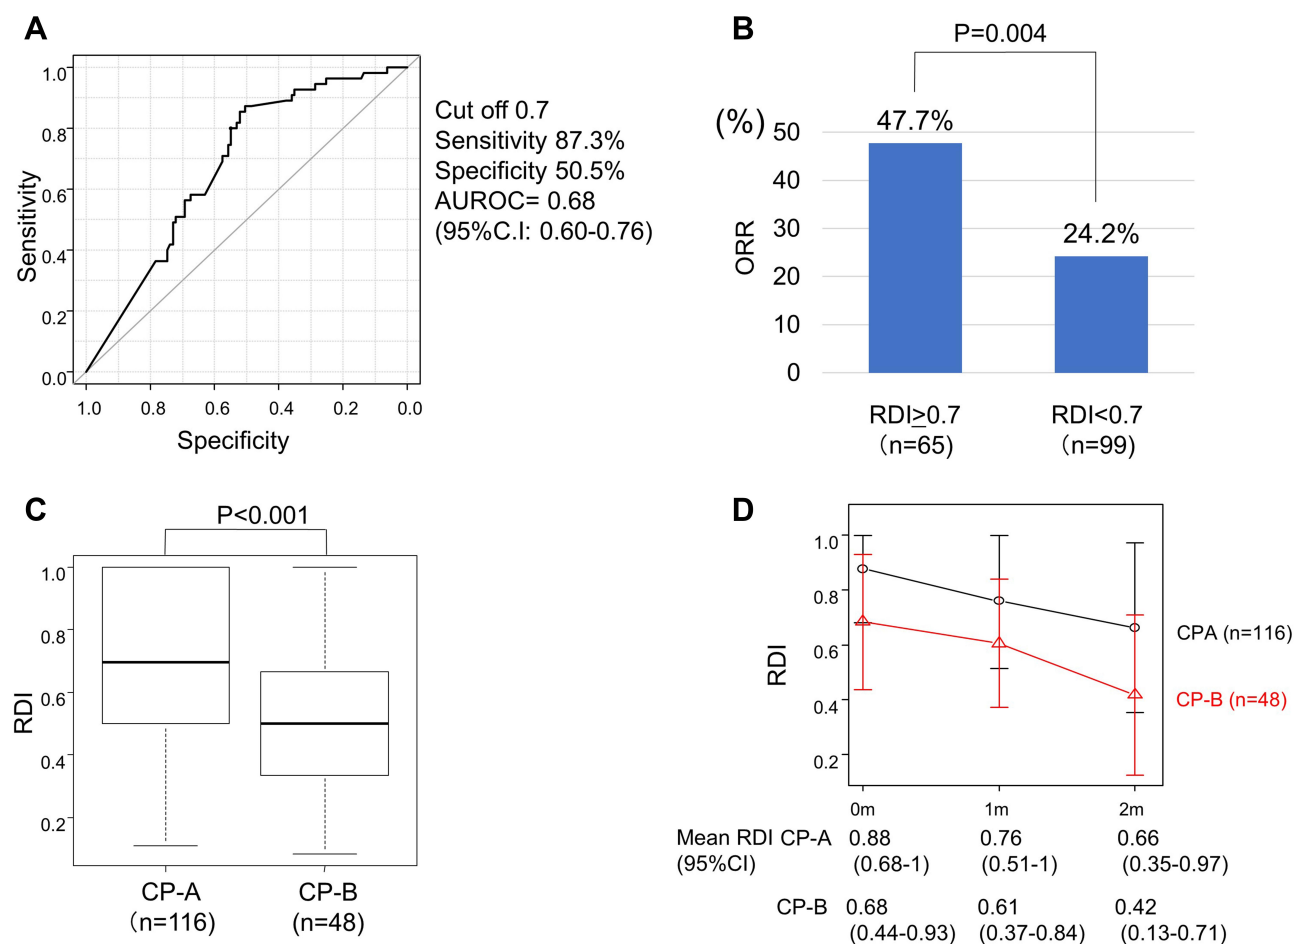 A
1.0
0.8
0.6
0.4
0.2
0.0
Sensitivity
1.0 0.8 0.6 0.4 0.2 0.0
Specificity
Cut off 0.7
Sensitivity 87.3%
Specificity 50.5%
AUROC= 0.68
(95%C.I: 0.60-0.76)
B
P=0.004
(%)
50
40
30
20
10
0
ORR
47.7%
24.2%
RDI≥0.7 RDI<0.7
(n=65) (n=99)
C
P<0.001
1.0
0.8
0.6
0.4
0.2
RDI
CP-A CP-B
(n=116) (n=48)
D
1.0
0.8
0.6
0.4
0.2
RDI
CPA (n=116)
CP-B (n=48)
0m 1m 2m
Mean RDI CP-A 0.88 0.76 0.66
(95%CI) (0.68-1) (0.51-1) (0.35-0.97)
CP-B 0.68 0.61 0.42
(0.44-0.93) (0.37-0.84) (0.13-0.71)